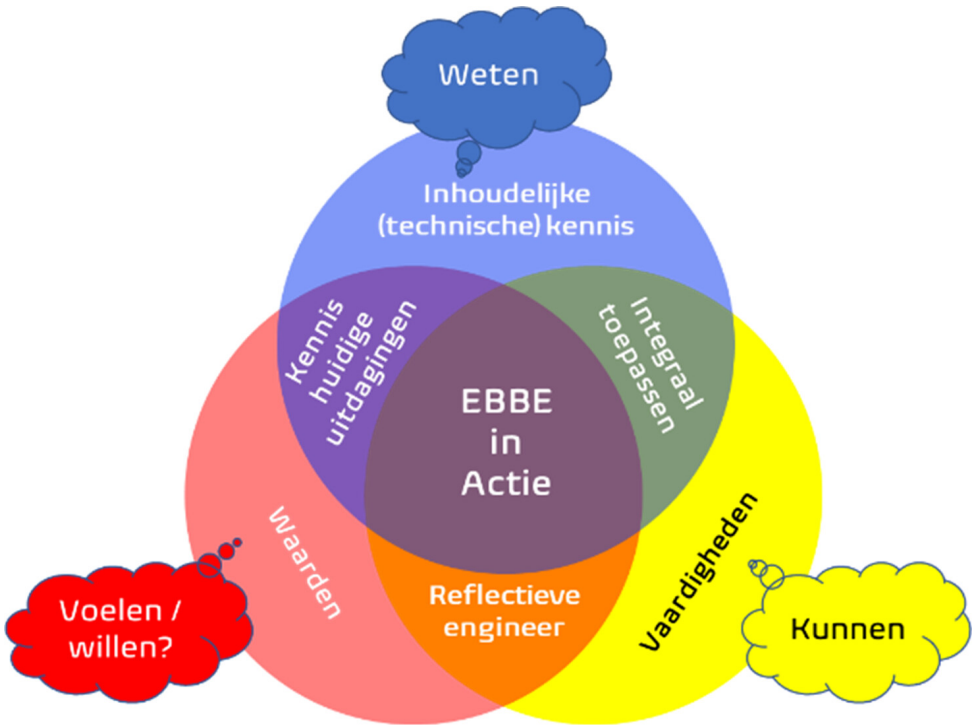 Weten
Inhoudelijke
(technische) kennis
Kennis
huidige
uitdagingen
Integraal
toepassen
EBBE
in
Actie
Waarden
Vaardigheden
Reflectieve
engineer
Voelen /
willen?
Kunnen